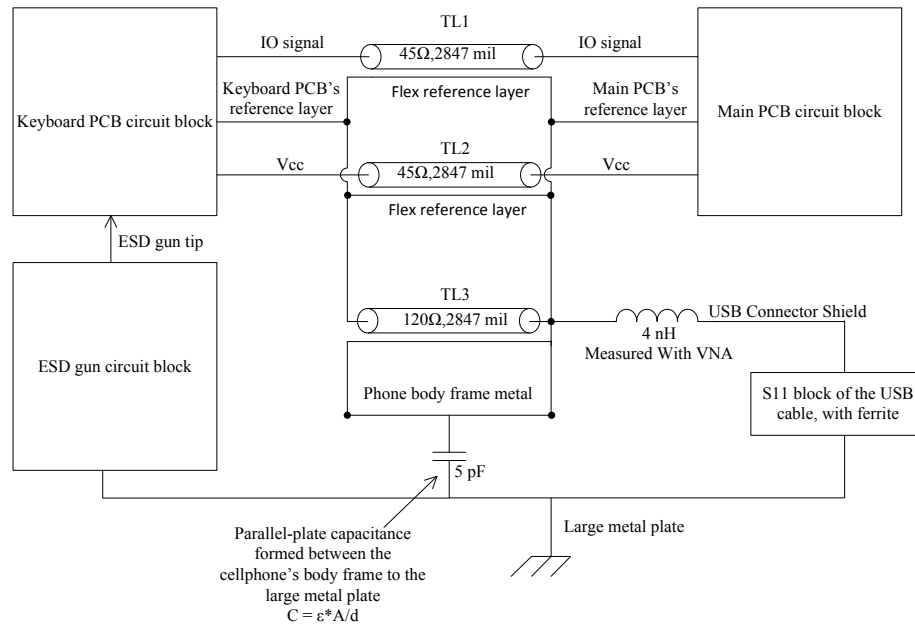 TL1
IO signal
45Ω,2847 mil
IO signal
Keyboard PCB's
reference layer
Flex reference layer
Main PCB's
reference layer
Keyboard PCB circuit block
Main PCB circuit block
TL2
Vcc
45Ω,2847 mil
Vcc
Flex reference layer
ESD gun tip
TL3
120Ω,2847 mil
USB Connector Shield
4 nH
Measured With VNA
ESD gun circuit block
Phone body frame metal
S11 block of the USB
cable, with ferrite
5 pF
Parallel-plate capacitance
formed between the
cellphone's body frame to the
large metal plate
C = ε*A/d
Large metal plate